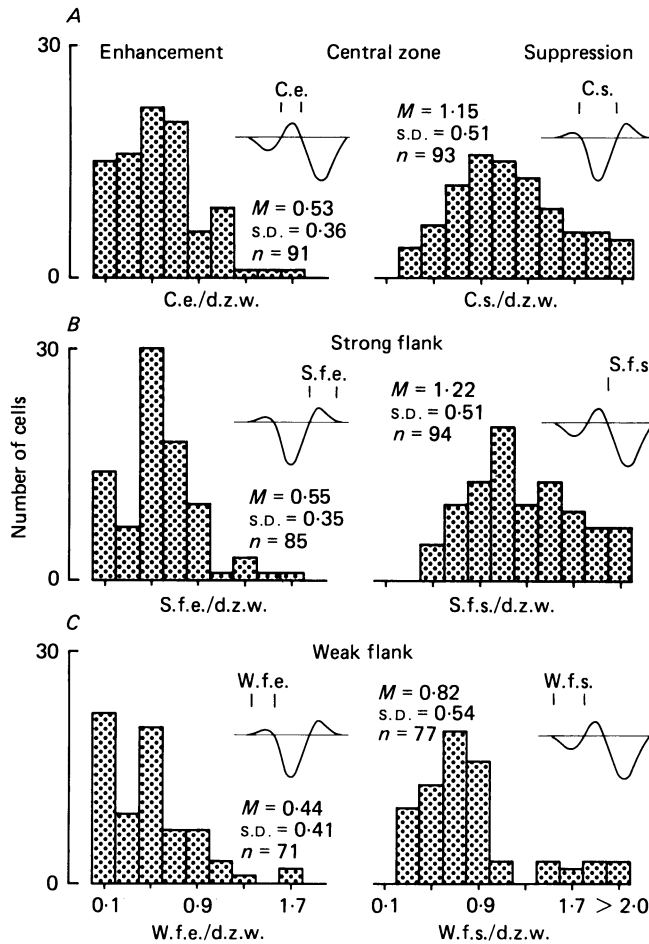 A
Enhancement Central zone Suppression
30
0
C.e.
M = 0·53
S.D. = 0·36
n = 91
C.e./d.z.w.
C.s.
M = 1·15
S.D. = 0·51
n = 93
C.s./d.z.w.
B
Strong flank
Number of cells
30
0
S.f.e.
M = 0·55
S.D. = 0·35
n = 85
S.f.e./d.z.w.
S.f.s
M = 1·22
S.D. = 0·51
n = 94
S.f.s./d.z.w.
C
Weak flank
30
0
W.f.e.
M = 0·44
S.D. = 0·41
n = 71
0·1 0·9 1·7
W.f.e./d.z.w.
W.f.s.
M = 0·82
S.D. = 0·54
n = 77
0·1 0·9 1·7 > 2·0
W.f.s./d.z.w.